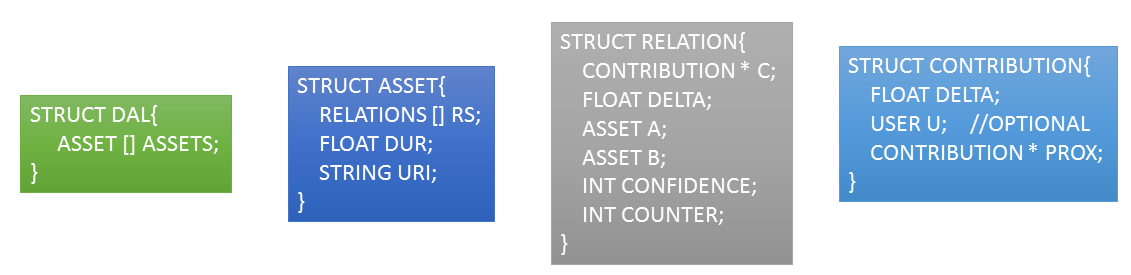 STRUCT DAL{
ASSET [] ASSETS;
}
STRUCT ASSET{
RELATIONS [] RS;
FLOAT DUR;
STRING URI;
}
STRUCT RELATION{
CONTRIBUTION * C;
FLOAT DELTA;
ASSET A;
ASSET B;
INT CONFIDENCE;
INT COUNTER;
}
STRUCT CONTRIBUTION{
FLOAT DELTA;
USER U; //OPTIONAL
CONTRIBUTION * PROX;
}